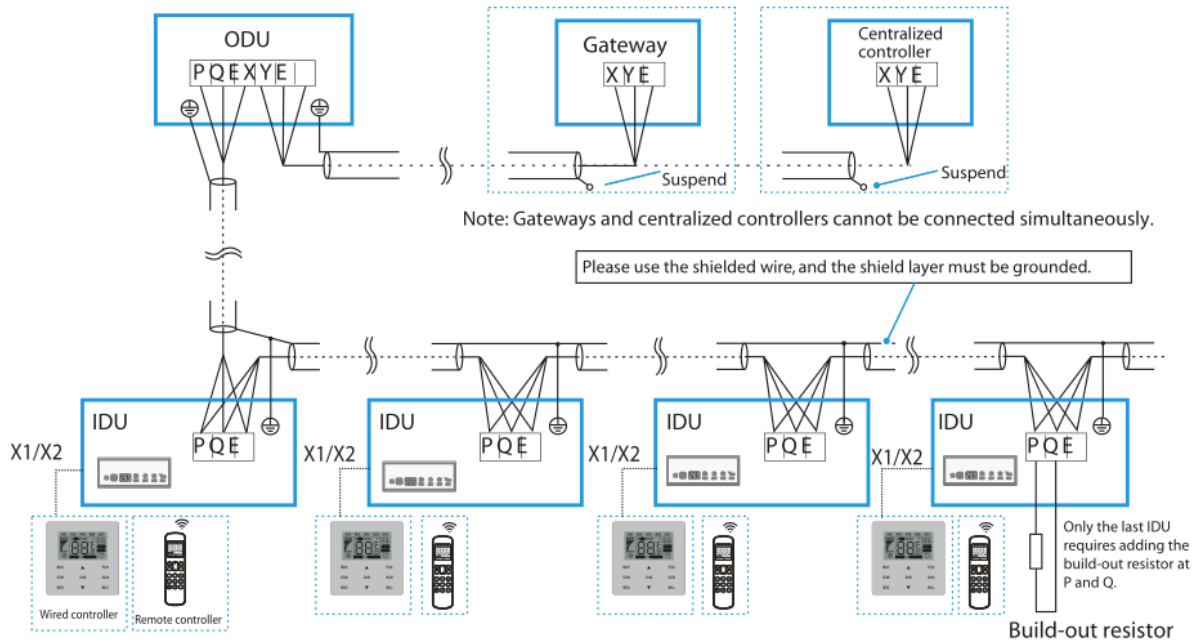 ODU
P Q E X Y E
Gateway
X Y E
Centralized
controller
X Y E
Suspend
Suspend
Note: Gateways and centralized controllers cannot be connected simultaneously.
Please use the shielded wire, and the shield layer must be grounded.
IDU
P Q E
X1/X2
IDU
P Q E
X1/X2
IDU
P Q E
X1/X2
IDU
P Q E
X1/X2
Wired controller
Remote controller
Only the last IDU
requires adding the
build-out resistor at
P and Q.
Build-out resistor